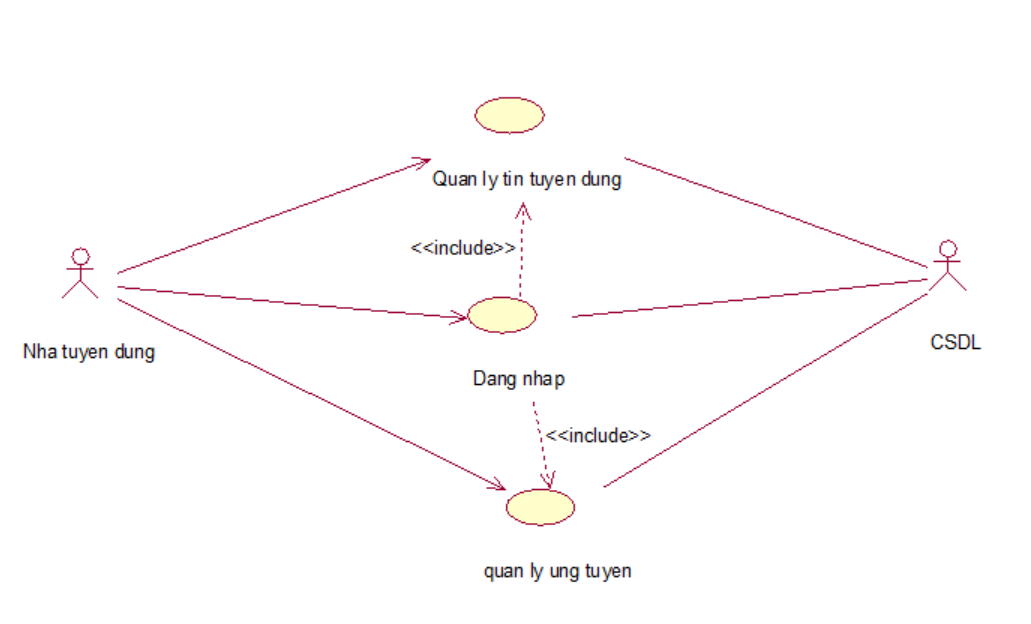 Quan ly tin tuyen dung
<<include>>
Nha tuyen dung
CSDL
Dang nhap
<<include>>
quan ly ung tuyen